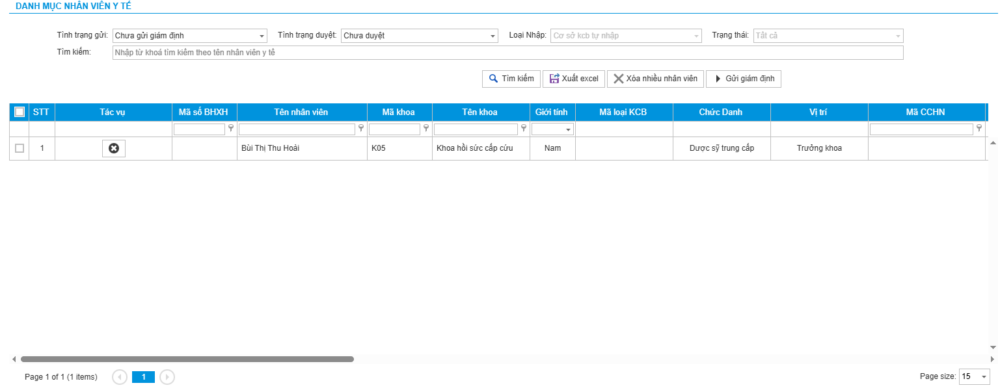 DANH MỤC NHÂN VIÊN Y TẾ
Tình trạng gửi: Chưa gửi giám định Tình trạng duyệt: Chưa duyệt Loại Nhập: Cơ sở kcb tự nhập Trạng thái: Tất cả
Tìm kiếm: Nhập từ khoá tìm kiếm theo tên nhân viên y tế
Tìm kiếm Xuất excel Xóa nhiều nhân viên Gửi giám định
STT Tác vụ Mã số BHXH Tên nhân viên Mã khoa Tên khoa Giới tính Mã loại KCB Chức Danh Vị trí Mã CCHN
1 Bùi Thị Thu Hoài K05 Khoa hồi sức cấp cứu Nam Dược sỹ trung cấp Trưởng khoa
Page 1 of 1 (1 items) 1 Page size: 15